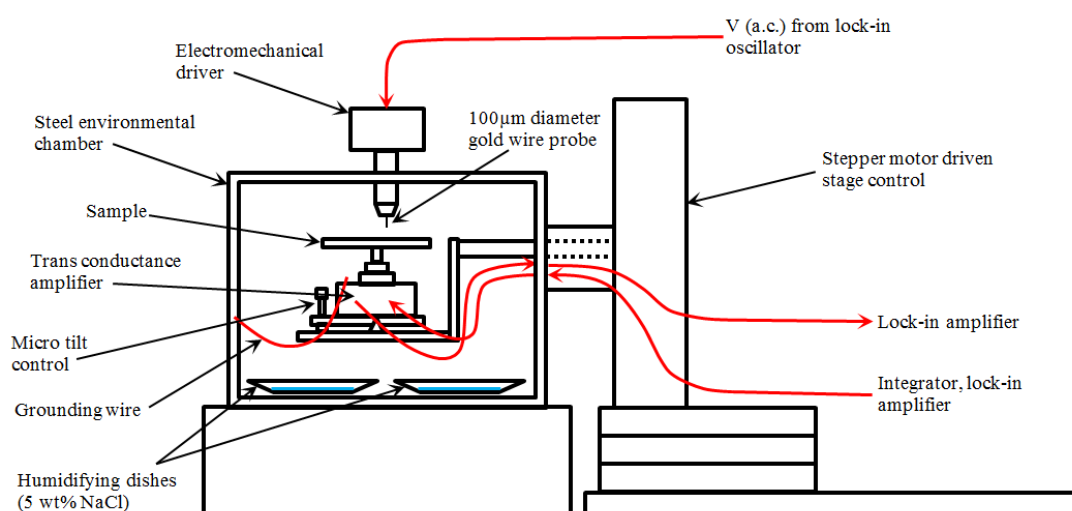 V (a.c.) from lock-in
oscillator
Electromechanical
driver
100µm diameter
gold wire probe
Steel environmental
chamber
Stepper motor driven
stage control
Sample
Trans conductance
amplifier
Micro tilt
control
Lock-in amplifier
Grounding wire
Integrator, lock-in
amplifier
Humidifying dishes
(5 wt% NaCl)